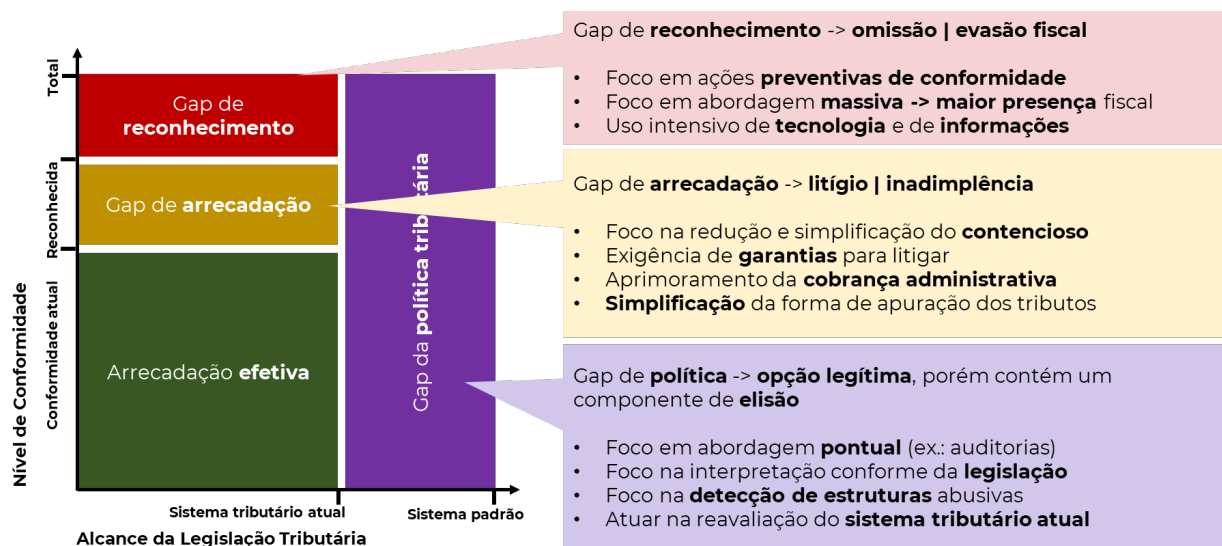 Nível de Conformidade
Total
Reconhecida
Conformidade atual
Gap de
reconhecimento
Gap de arrecadação
Arrecadação efetiva
Gap da política tributária
Sistema tributário atual
Sistema padrão
Alcance da Legislação Tributária
Gap de reconhecimento -> omissão | evasão fiscal
• Foco em ações preventivas de conformidade
• Foco em abordagem massiva -> maior presença fiscal
• Uso intensivo de tecnologia e de informações
Gap de arrecadação -> litígio | inadimplência
• Foco na redução e simplificação do contencioso
• Exigência de garantias para litigar
• Aprimoramento da cobrança administrativa
• Simplificação da forma de apuração dos tributos
Gap de política -> opção legítima, porém contém um
componente de elisão
• Foco em abordagem pontual (ex.: auditorias)
• Foco na interpretação conforme da legislação
• Foco na detecção de estruturas abusivas
• Atuar na reavaliação do sistema tributário atual